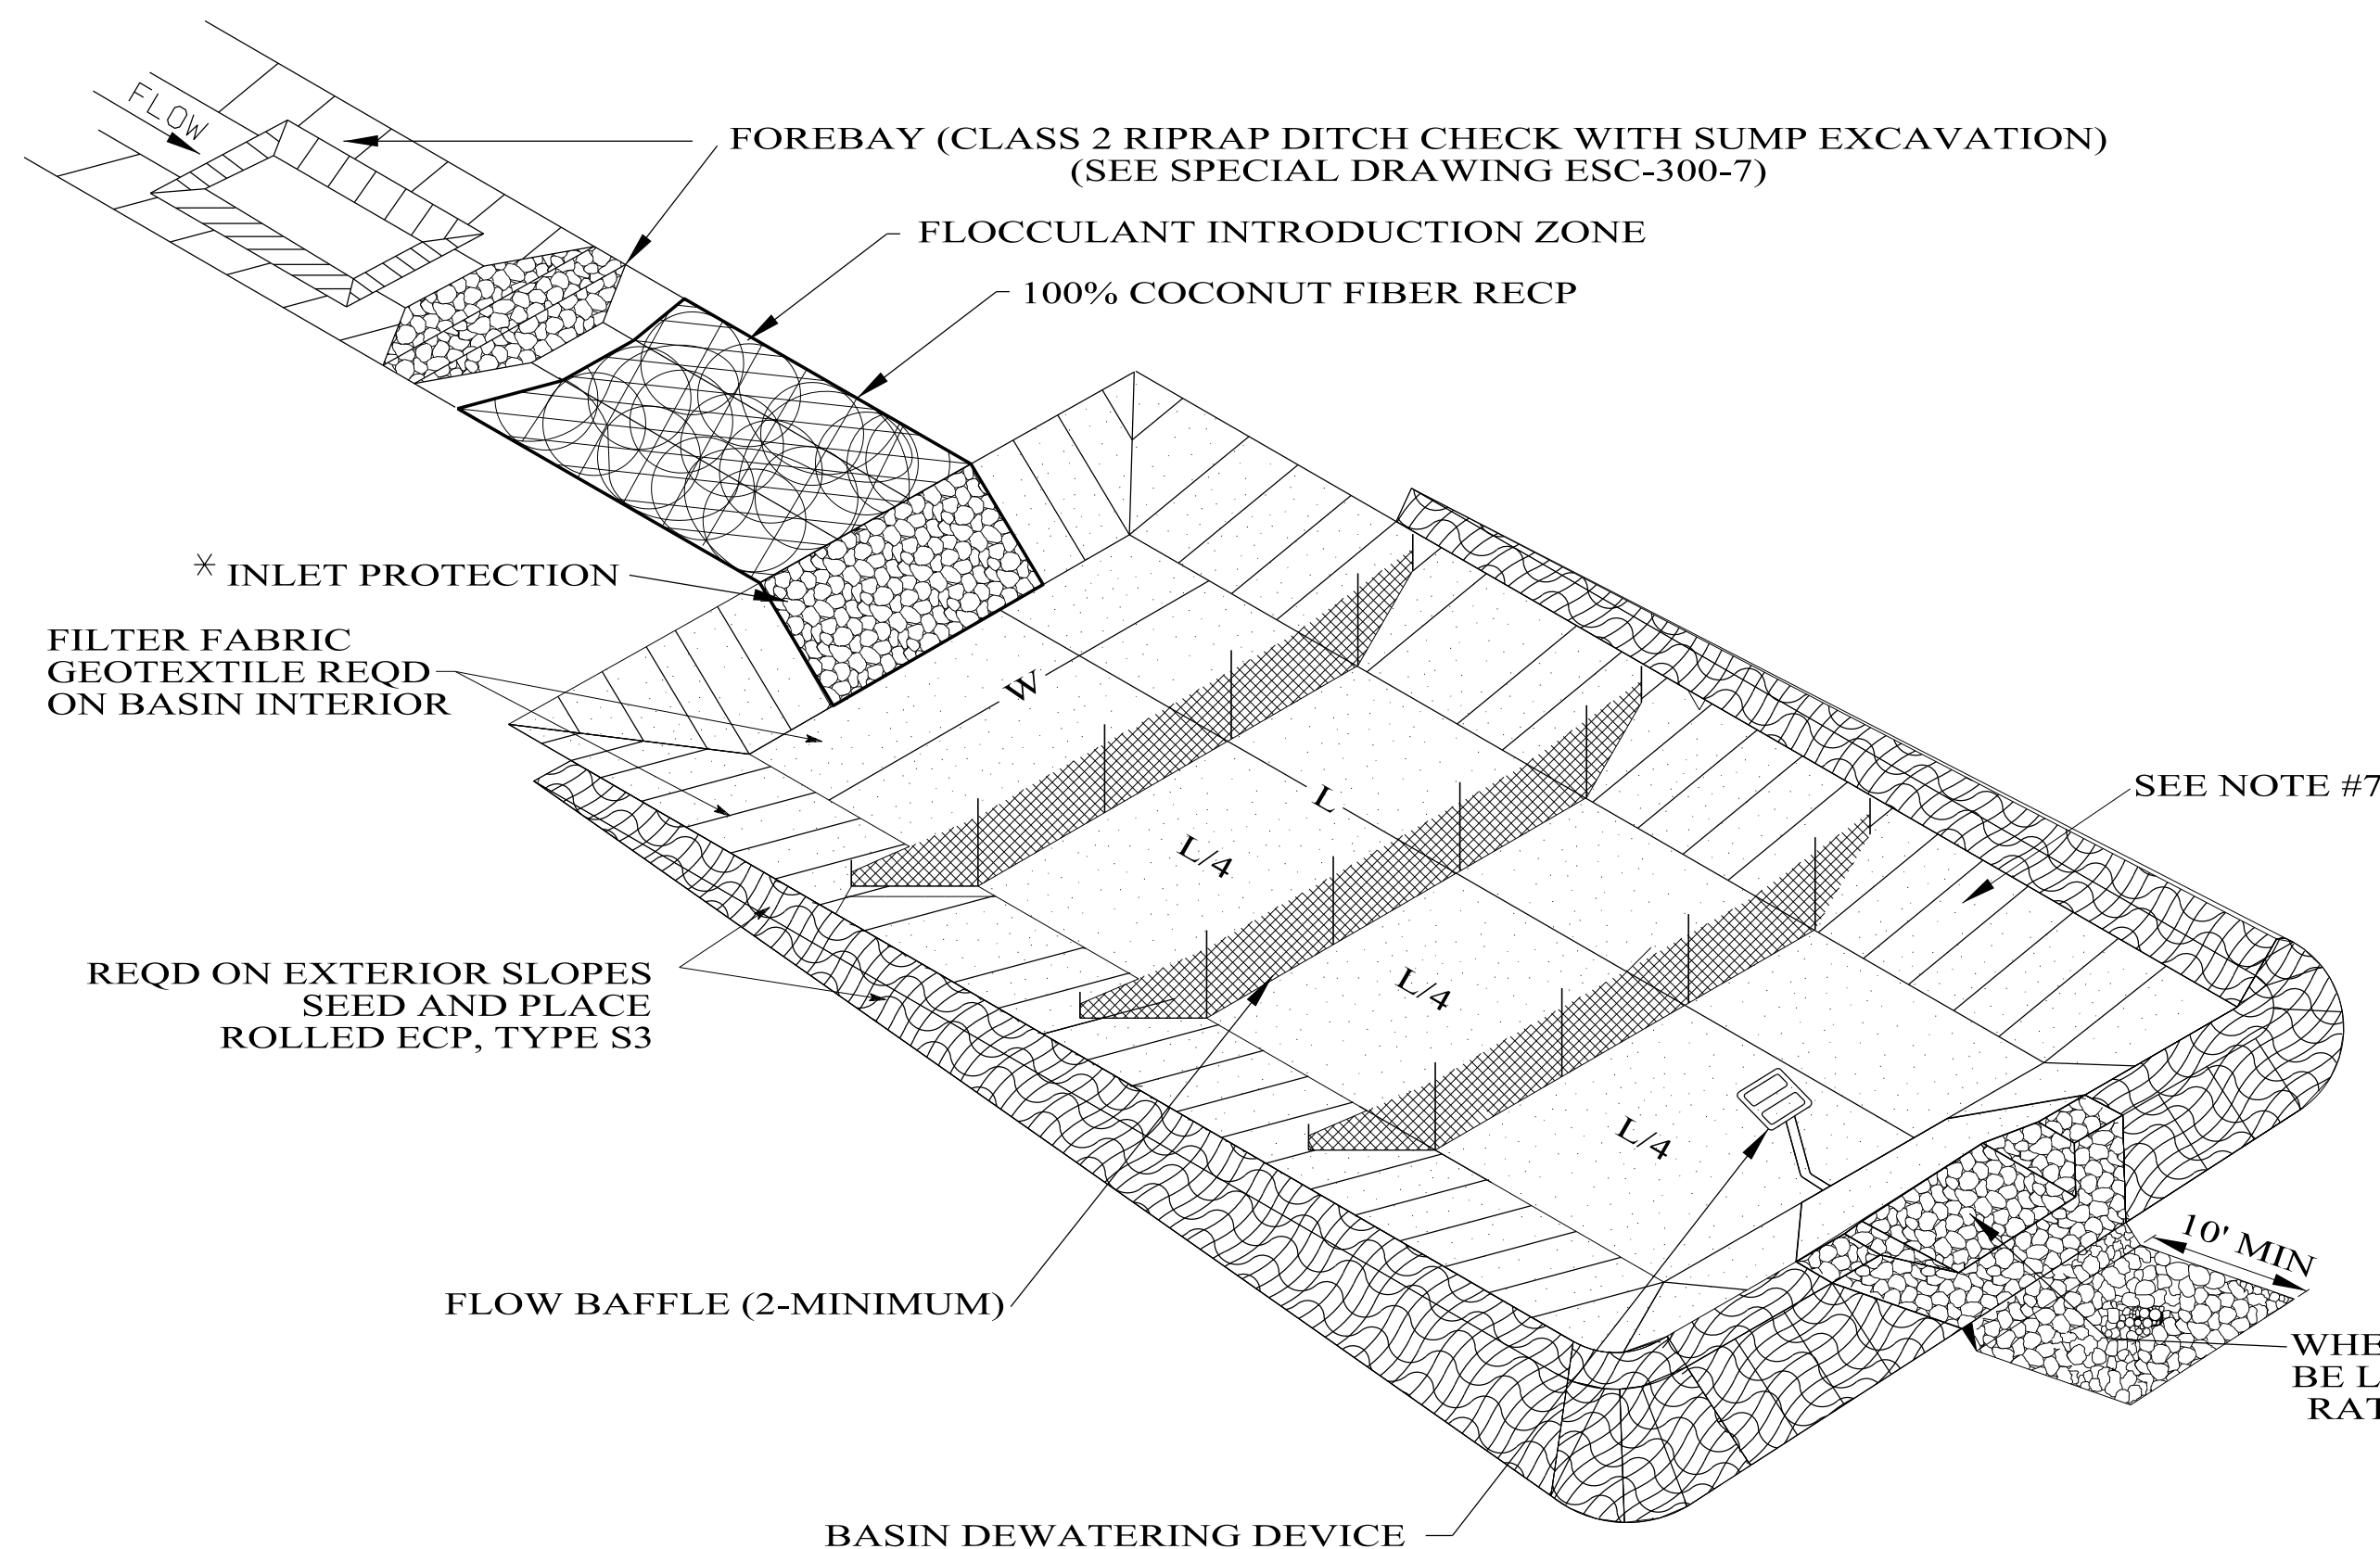 FLOW
FOREBAY (CLASS 2 RIPRAP DITCH CHECK WITH SUMP EXCAVATION)
(SEE SPECIAL DRAWING ESC-300-7)
FLOCCULANT INTRODUCTION ZONE
100% COCONUT FIBER RECP
* INLET PROTECTION
FILTER FABRIC
GEOTEXTILE REQD
ON BASIN INTERIOR
W
L
SEE NOTE #7
L/4
L/4
L/4
REQD ON EXTERIOR SLOPES
SEED AND PLACE
ROLLED ECP, TYPE S3
10' MIN
FLOW BAFFLE (2-MINIMUM)
WHE
BE L
RAT
BASIN DEWATERING DEVICE